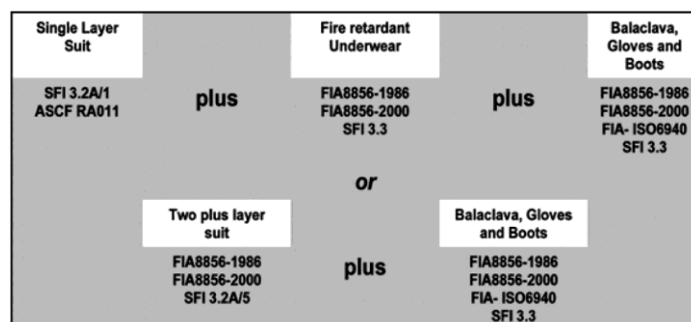 Single Layer
Suit
SFI 3.2A/1
ASCF RA011
plus
Fire retardant
Underwear
FIA8856-1986
FIA8856-2000
SFI 3.3
plus
Balaclava,
Gloves and
Boots
FIA8856-1986
FIA8856-2000
FIA- ISO6940
SFI 3.3
or
Two plus layer
suit
FIA8856-1986
FIA8856-2000
SFI 3.2A/5
plus
Balaclava, Gloves
and Boots
FIA8856-1986
FIA8856-2000
FIA- ISO6940
SFI 3.3